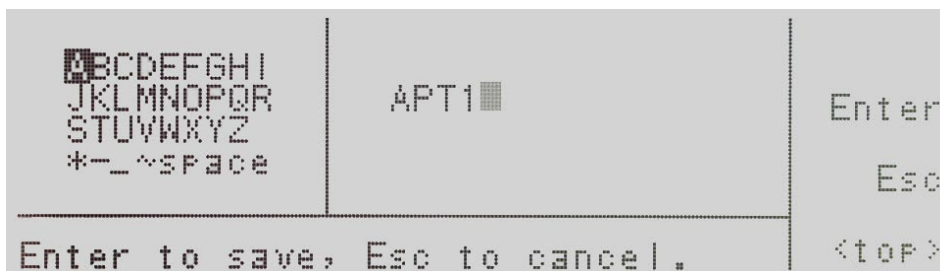 ABCDEFGHI
JKLMNOPQR
STUVWXYZ
*-_~space
APT1
Enter
Esc
<top>
Enter to save, Esc to cancel.